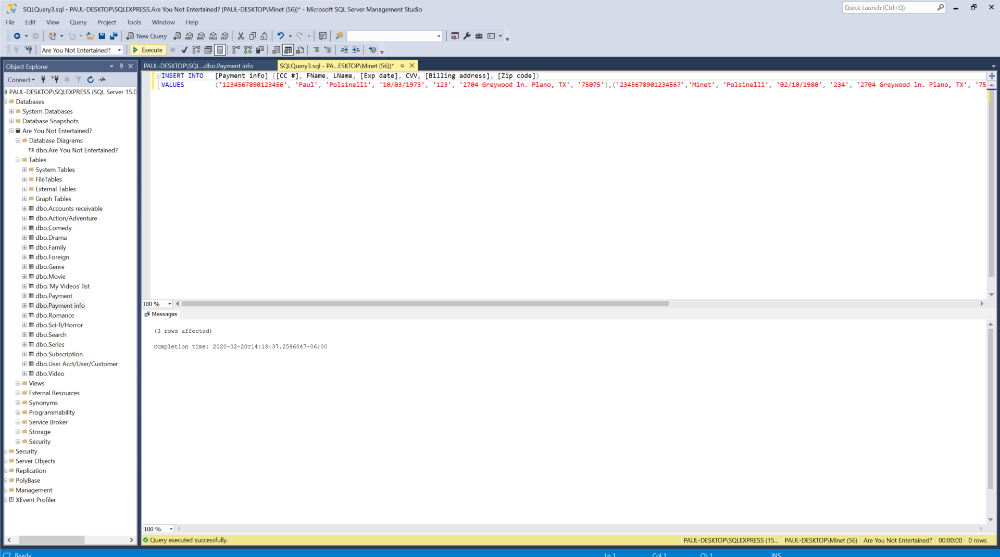 SQLQuery3.sql - PAUL-DESKTOP\SQLEXPRESS.Are You Not Entertained? (PAUL-DESKTOP\Minet (56))* - Microsoft SQL Server Management Studio
Quick Launch (Ctrl+Q)
File Edit View Query Project Tools Window Help
New Query MDX DMX XMLA DAX
Are You Not Entertained? Execute
Object Explorer
PAUL-DESKTOP\SQL...dbo.Payment info
SQLQuery3.sql - PA...ESKTOP\Minet (56))*
Connect
INSERT INTO [Payment info] ([CC #], FName, LName, [Exp date], CVV, [Billing address], [Zip code])
VALUES ('1234567890123456', 'Paul', 'Polsinelli', '10/03/1973', '123', '2704 Greywood ln. Plano, TX', '75075'),('2345678901234567','Minet', 'Polsinelli', '02/10/1980', '234', '2704 Greywood ln. Plano, TX', '75
PAUL-DESKTOP\SQLEXPRESS (SQL Server 15.0
Databases
System Databases
Database Snapshots
Are You Not Entertained?
Database Diagrams
dbo.Are You Not Entertained?
Tables
System Tables
FileTables
External Tables
Graph Tables
dbo.Accounts receivable
dbo.Action/Adventure
dbo.Comedy
dbo.Drama
dbo.Family
dbo.Foreign
dbo.Genre
dbo.Movie
dbo.'My Videos' list
dbo.Payment
dbo.Payment info
dbo.Romance
dbo.Sci-fi/Horror
dbo.Search
dbo.Series
dbo.Subscription
dbo.User Acct/User/Customer
dbo.Video
Views
External Resources
Synonyms
Programmability
Service Broker
Storage
Security
Security
Server Objects
Replication
PolyBase
Management
XEvent Profiler
100 %
Messages
(3 rows affected)
Completion time: 2020-02-20T14:18:37.2596047-06:00
100 %
Query executed successfully.
PAUL-DESKTOP\SQLEXPRESS (15... PAUL-DESKTOP\Minet (56) Are You Not Entertained? 00:00:00 0 rows
Ready Ln 1 Col 1 Ch 1 INS